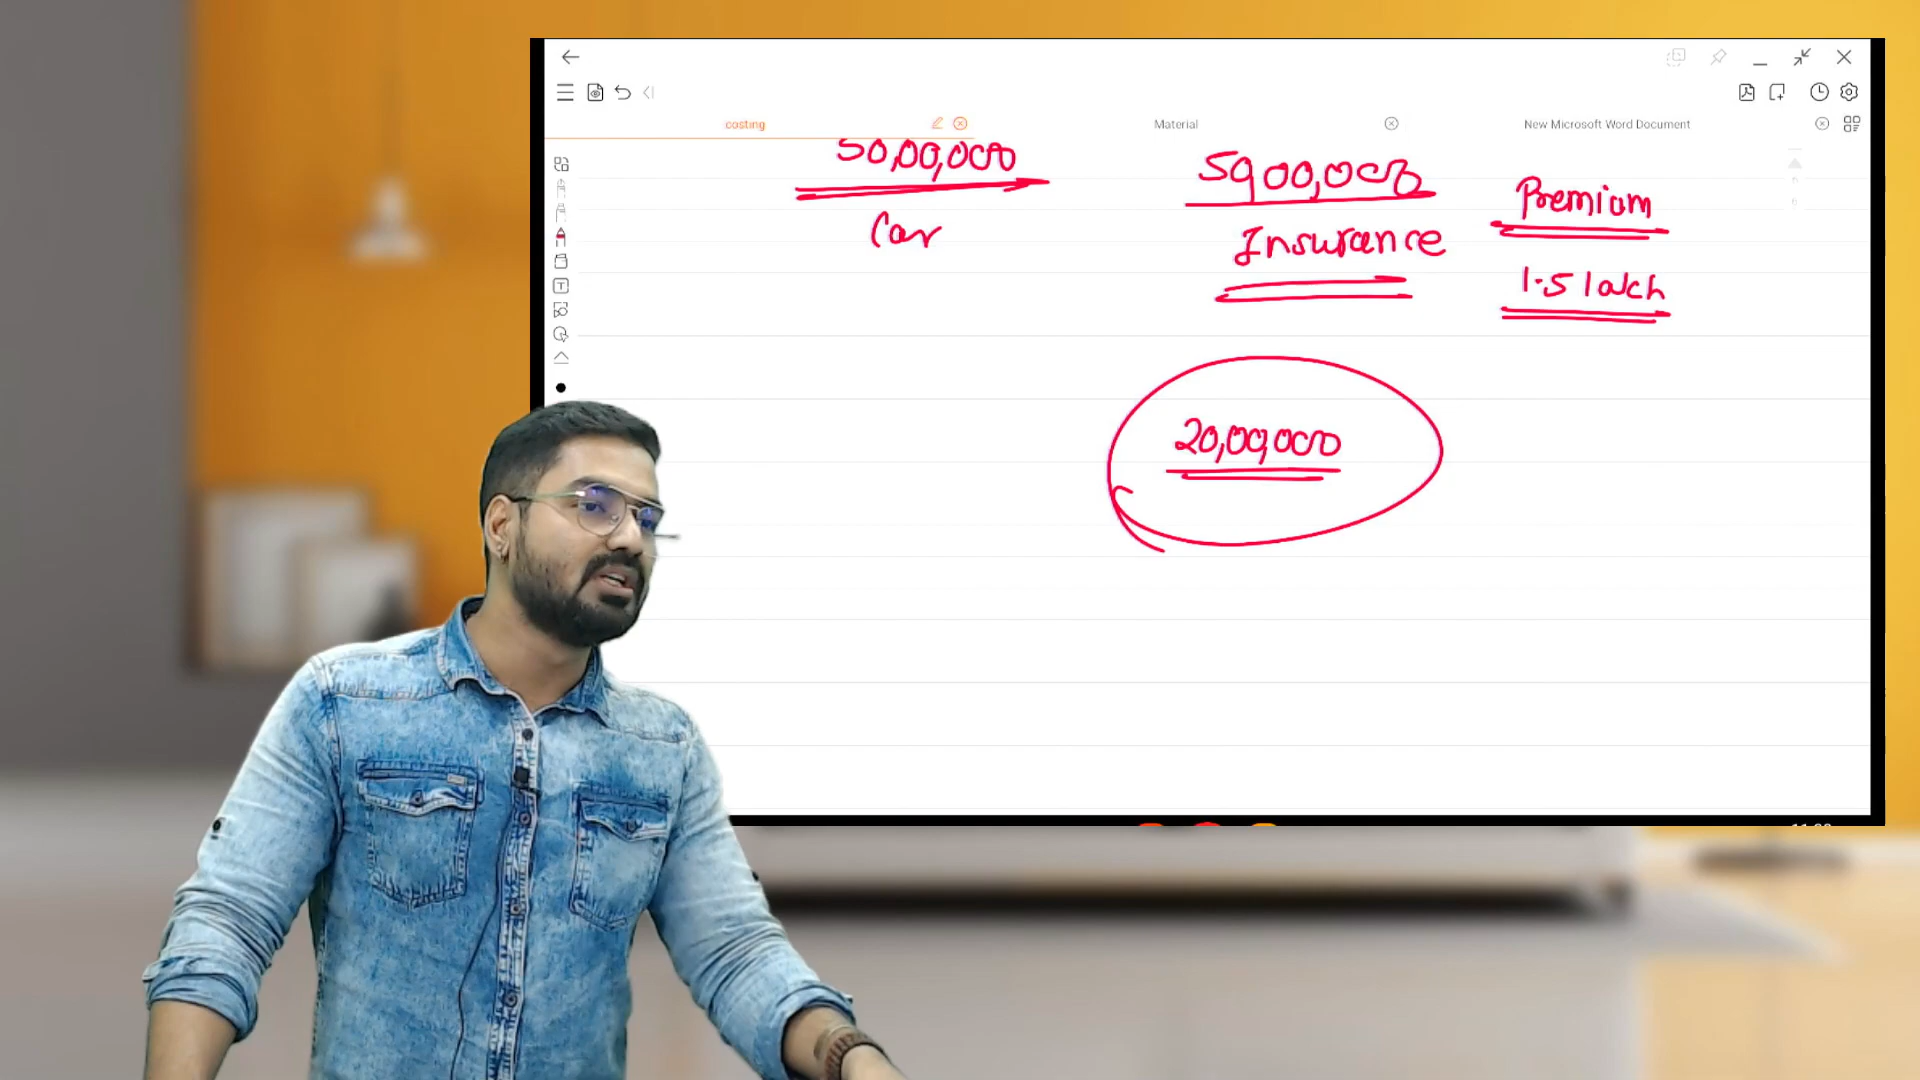 costing
Material
New Microsoft Word Document
50,00,000
50,00,000
Premium
Car
Insurance
1.5 lakh
20,00,000